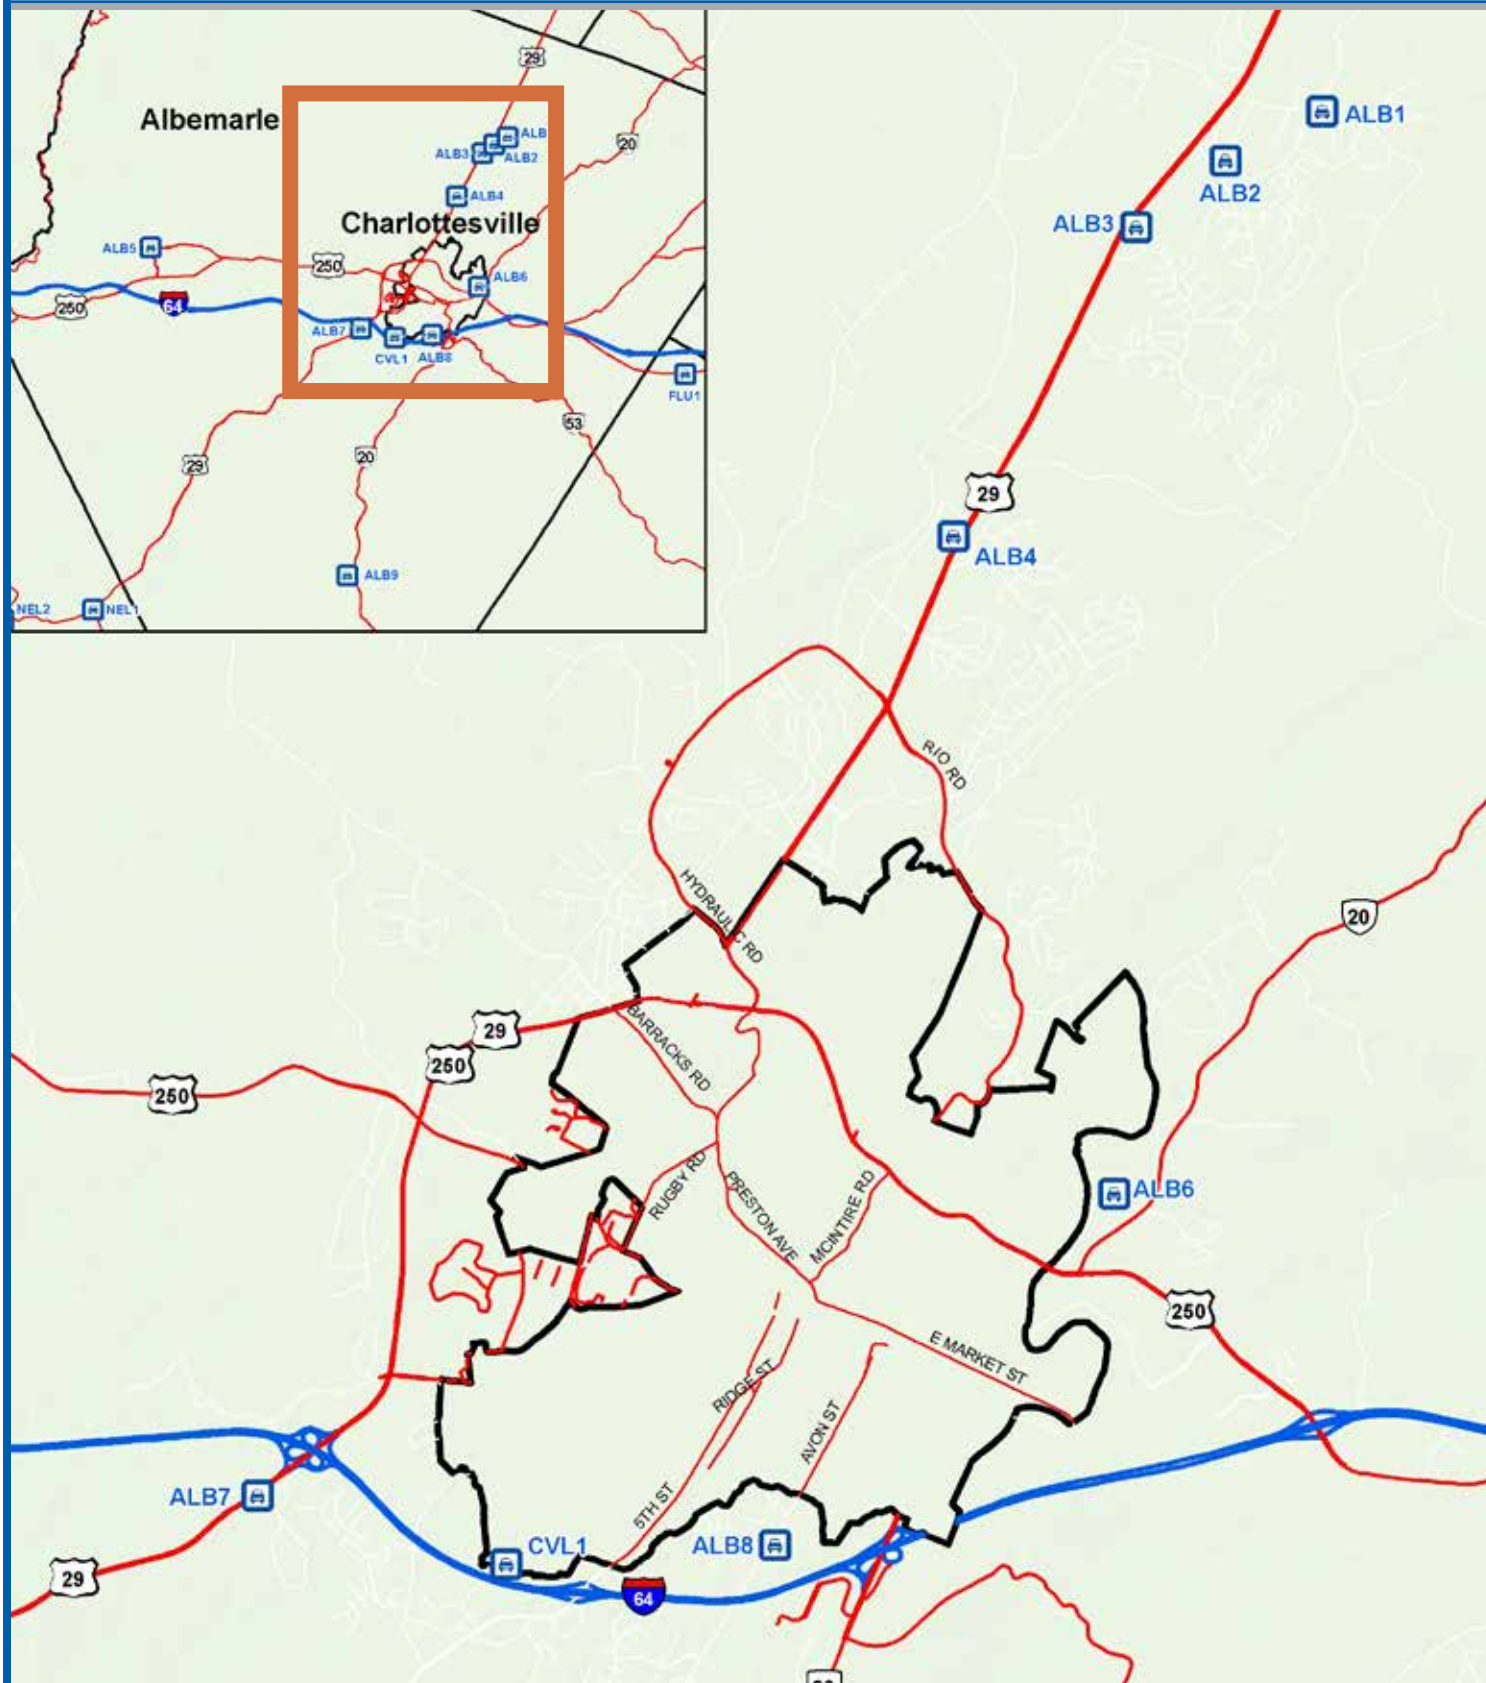 29
Albemarle
ALB
ALB3
ALB2
20
ALB4
Charlottesville
ALB5
250
ALB6
250
64
ALB7
CVL1
ALB8
FLU1
53
29
20
ALB9
NEL2
NEL1
ALB1
ALB2
ALB3
29
ALB4
RIO RD
HYDRAULIC RD
20
29
250
250
BARRACKS RD
RUGBY RD
PRESTON AVE
MCINTIRE RD
ALB6
250
E MARKET ST
RIDGE ST
AVON ST
5TH ST
ALB7
CVL1
ALB8
29
64